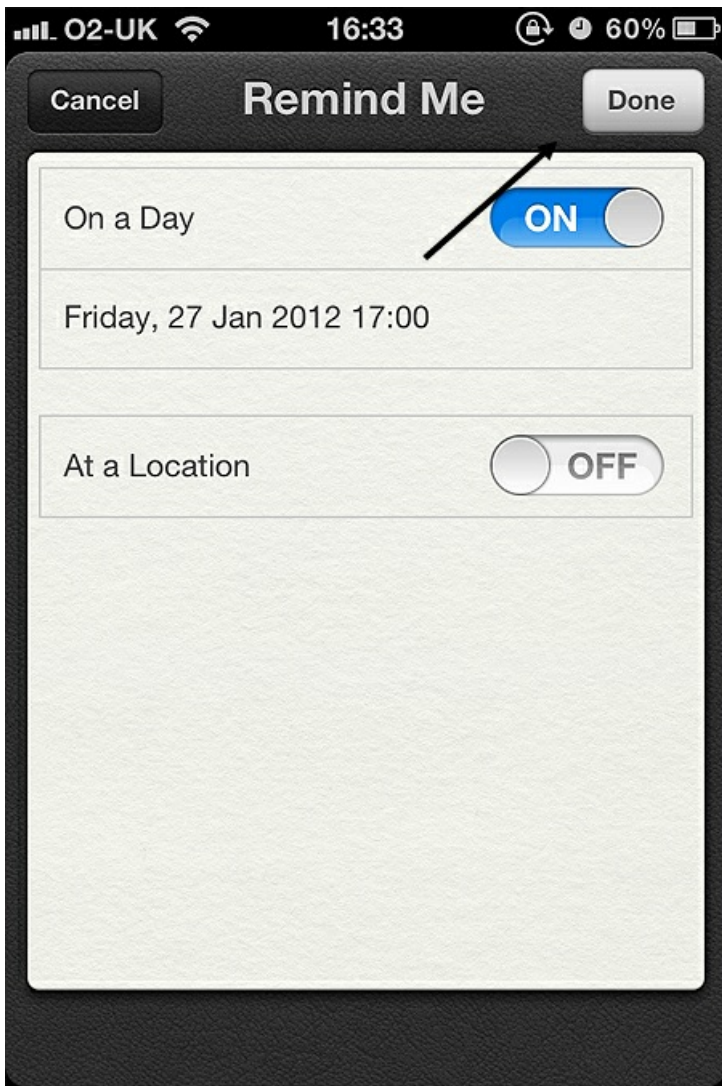 O2-UK 16:33 60%
Cancel Remind Me Done
On a Day ON
Friday, 27 Jan 2012 17:00
At a Location OFF